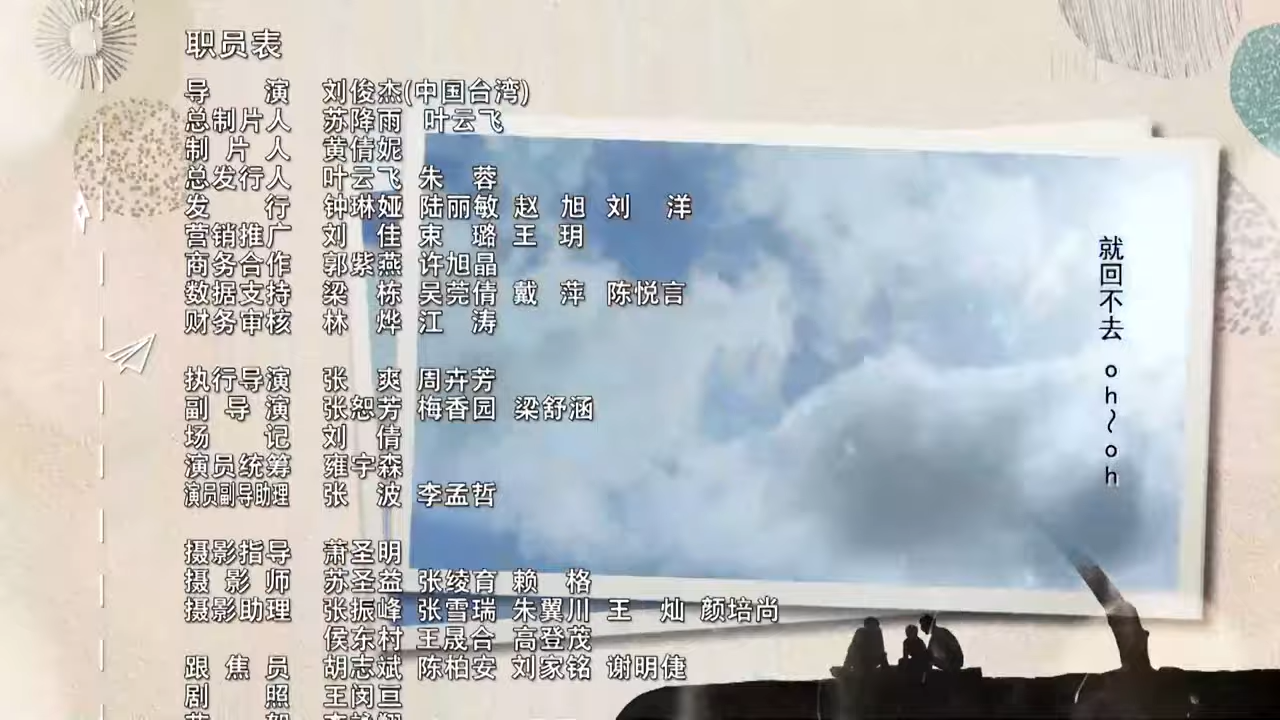 职员表
导 演 刘俊杰(中国台湾)
总制片人 苏降雨 叶云飞
制片人 黄倩妮
总发行人 叶云飞 朱蓉
发行 钟琳娅 陆丽敏 赵旭 刘洋
营销推广 刘佳 束璐 王玥
商务合作 郭紫燕 许旭晶
数据支持 梁栋 吴莞倩 戴萍 陈悦言
财务审核 林烨 江涛
执行导演 张爽 周卉芳
副导演 张恕芳 梅香园 梁舒涵
场记 刘倩
演员统筹 雍宇森
演员副导助理 张波 李孟哲
摄影指导 萧圣明
摄影师 苏圣益 张绫育 赖格
摄影助理 张振峰 张雪瑞 朱翼川 王灿 颜培尚
侯东村 王晟合 高登茂
跟焦员 胡志斌 陈柏安 刘家铭 谢明倢
剧照 王闵亘
就回不去 oh~oh